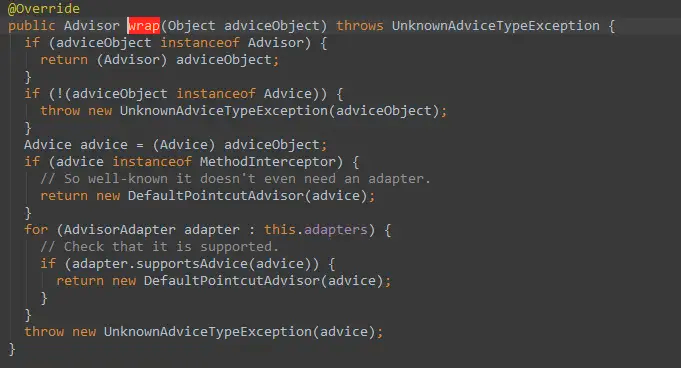 @Override
public Advisor wrap(Object adviceObject) throws UnknownAdviceTypeException {
if (adviceObject instanceof Advisor) {
return (Advisor) adviceObject;
}
if (!(adviceObject instanceof Advice)) {
throw new UnknownAdviceTypeException(adviceObject);
}
Advice advice = (Advice) adviceObject;
if (advice instanceof MethodInterceptor) {
// So well-known it doesn't even need an adapter.
return new DefaultPointcutAdvisor(advice);
}
for (AdvisorAdapter adapter : this.adapters) {
// Check that it is supported.
if (adapter.supportsAdvice(advice)) {
return new DefaultPointcutAdvisor(advice);
}
}
throw new UnknownAdviceTypeException(advice);
}